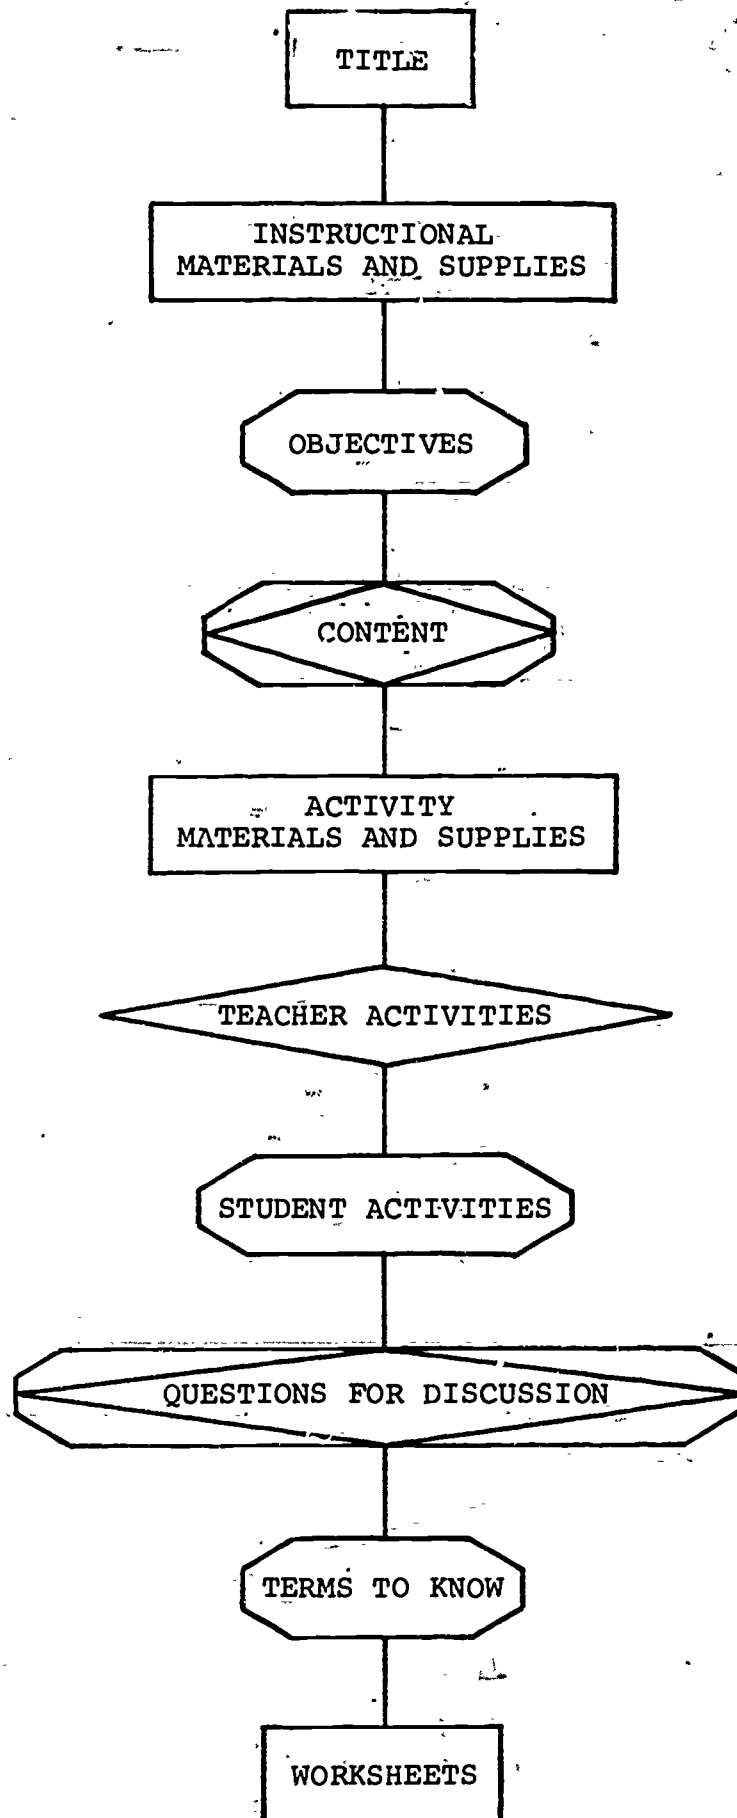 TITLE
INSTRUCTIONAL
MATERIALS AND SUPPLIES
OBJECTIVES
CONTENT
ACTIVITY
MATERIALS AND SUPPLIES
TEACHER ACTIVITIES
STUDENT ACTIVITIES
QUESTIONS FOR DISCUSSION
TERMS TO KNOW
WORKSHEETS